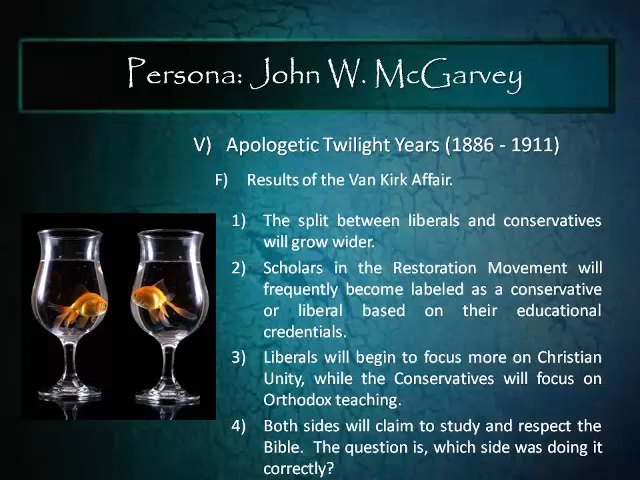 Persona: John W. McGarvey
V) Apologetic Twilight Years (1886 - 1911)
F) Results of the Van Kirk Affair.
1) The split between liberals and conservatives
will grow wider.
2) Scholars in the Restoration Movement will
frequently become labeled as a conservative
or liberal based on their educational
credentials.
3) Liberals will begin to focus more on Christian
Unity, while the Conservatives will focus on
Orthodox teaching.
4) Both sides will claim to study and respect the
Bible. The question is, which side was doing it
correctly?